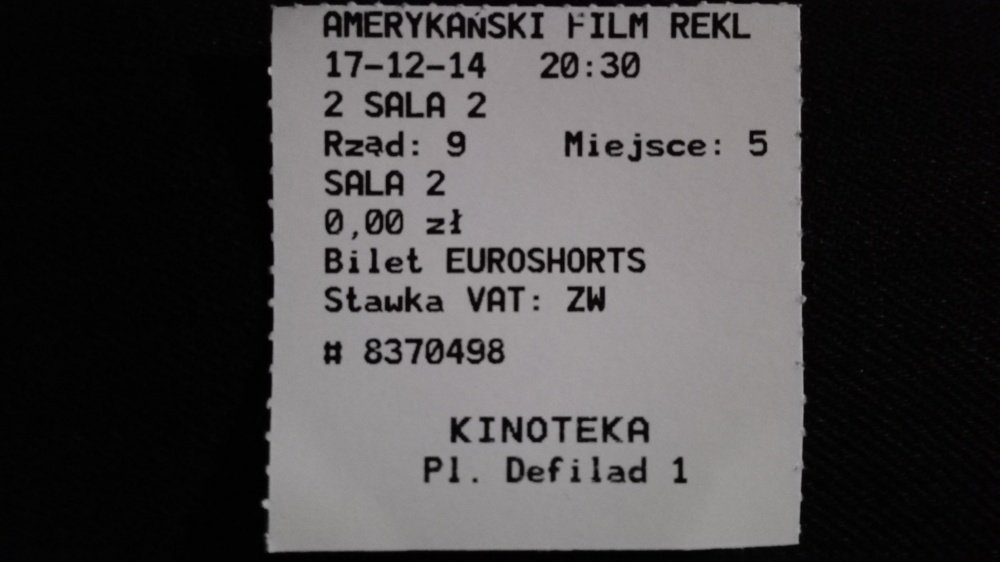 AMERYKAŃSKI FILM REKL
17-12-14 20:30
2 SALA 2
Rząd: 9 Miejsce: 5
SALA 2
0,00 zł
Bilet EUROSHORTS
Stawka VAT: ZW
# 8370498
KINOTEKA
Pl. Defilad 1